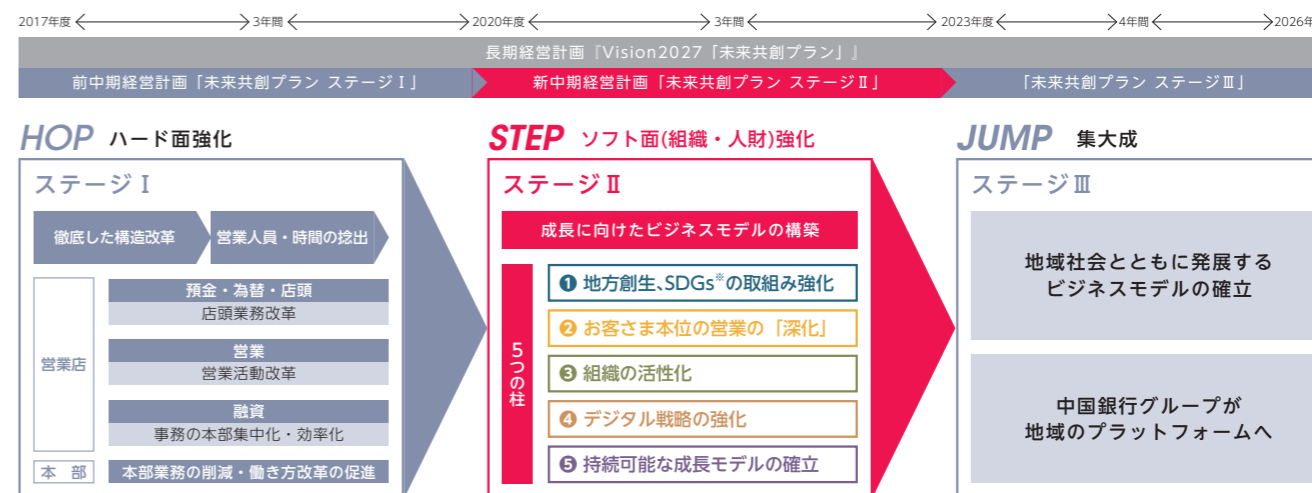 2017年度
3年間
2020年度
3年間
2023年度
4年間
2026年
長期経営計画『Vision2027「未来共創プラン」』
前中期経営計画「未来共創プラン ステージⅠ」
新中期経営計画「未来共創プラン ステージⅡ」
「未来共創プラン ステージⅢ」
HOP ハード面強化
ステージⅠ
徹底した構造改革
営業人員・時間の捻出
営業店
預金・為替・店頭
店頭業務改革
営業
営業活動改革
融資
事務の本部集中化・効率化
本 部
本部業務の削減・働き方改革の促進
STEP ソフト面(組織・人財)強化
ステージⅡ
成長に向けたビジネスモデルの構築
5つの柱
❶ 地方創生、SDGs※の取組み強化
❷ お客さま本位の営業の「深化」
❸ 組織の活性化
❹ デジタル戦略の強化
❺ 持続可能な成長モデルの確立
JUMP 集大成
ステージⅢ
地域社会とともに発展する
ビジネスモデルの確立
中国銀行グループが
地域のプラットフォームへ